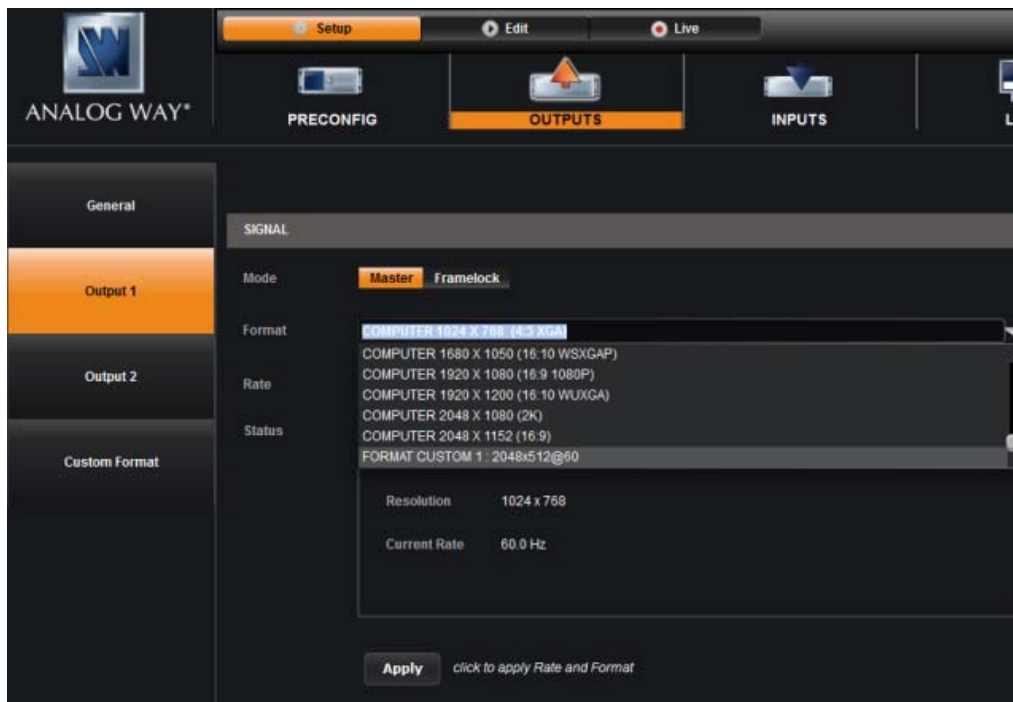 Setup Edit Live
ANALOG WAY®
PRECONFIG OUTPUTS INPUTS
General
Output 1
Output 2
Custom Format
SIGNAL
Mode Master Framelock
Format COMPUTER 1024 X 768 (4:3 XGA)
COMPUTER 1680 X 1050 (16:10 WSXGAP)
COMPUTER 1920 X 1080 (16:9 1080P)
Rate
COMPUTER 1920 X 1200 (16:10 WUXGA)
COMPUTER 2048 X 1080 (2K)
Status
COMPUTER 2048 X 1152 (16:9)
FORMAT CUSTOM 1 : 2048x512@60
Resolution 1024 x 768
Current Rate 60.0 Hz
Apply click to apply Rate and Format